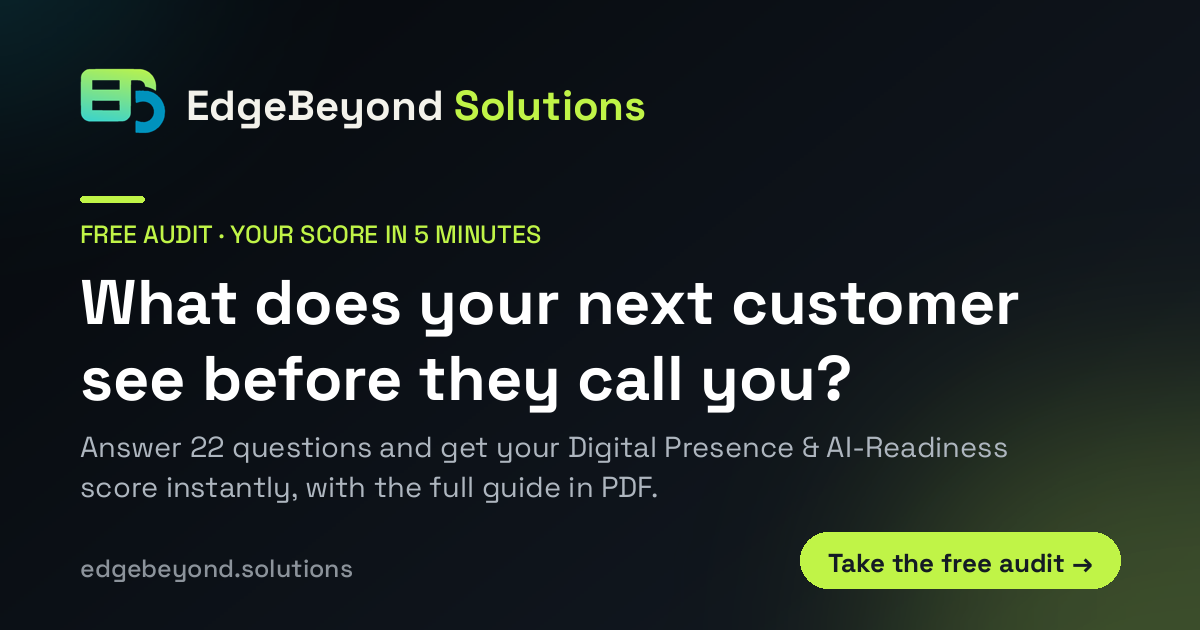 EdgeBeyond Solutions
FREE AUDIT · YOUR SCORE IN 5 MINUTES
What does your next customer
see before they call you?
Answer 22 questions and get your Digital Presence & AI-Readiness
score instantly, with the full guide in PDF.
edgebeyond.solutions
Take the free audit →